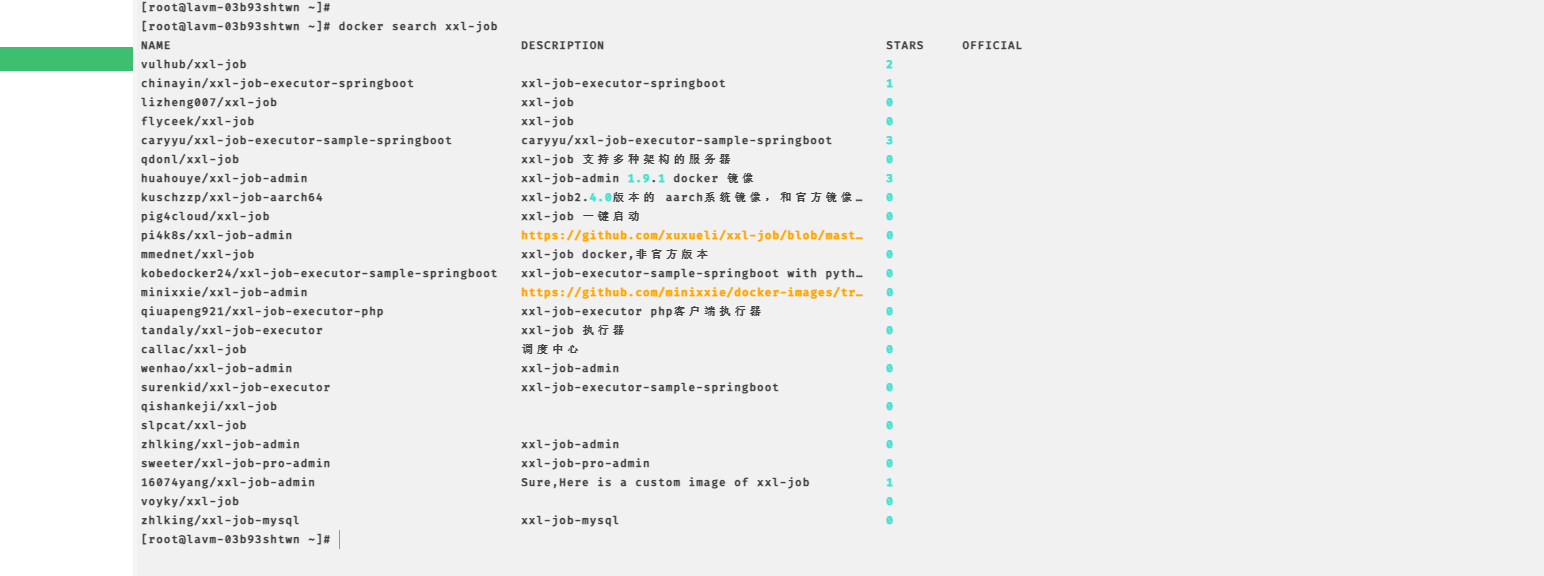 [root@lavm-03b93shtwn ~]#
[root@lavm-03b93shtwn ~]# docker search xxl-job
NAME DESCRIPTION STARS OFFICIAL
vulhub/xxl-job 2
chinayin/xxl-job-executor-springboot xxl-job-executor-springboot 1
lizheng007/xxl-job xxl-job 0
flyceek/xxl-job xxl-job 0
caryyu/xxl-job-executor-sample-springboot caryyu/xxl-job-executor-sample-springboot 3
qdonl/xxl-job xxl-job 支持多种架构的服务器 0
huahouye/xxl-job-admin xxl-job-admin 1.9.1 docker 镜像 3
kuschzzp/xxl-job-aarch64 xxl-job2.4.0版本的 aarch系统镜像，和官方镜像… 0
pig4cloud/xxl-job xxl-job 一键启动 0
pi4k8s/xxl-job-admin https://github.com/xuxueli/xxl-job/blob/mast… 0
mmednet/xxl-job xxl-job docker,非官方版本 0
kobedocker24/xxl-job-executor-sample-springboot xxl-job-executor-sample-springboot with pyth… 0
minixxie/xxl-job-admin https://github.com/minixxie/docker-images/tr… 0
qiuapeng921/xxl-job-executor-php xxl-job-executor php客户端执行器 0
tandaly/xxl-job-executor xxl-job 执行器 0
callac/xxl-job 调度中心 0
wenhao/xxl-job-admin xxl-job-admin 0
surenkid/xxl-job-executor xxl-job-executor-sample-springboot 0
qishankeji/xxl-job 0
slpcat/xxl-job 0
zhlking/xxl-job-admin xxl-job-admin 0
sweeter/xxl-job-pro-admin xxl-job-pro-admin 0
16074yang/xxl-job-admin Sure,Here is a custom image of xxl-job 1
voyky/xxl-job 0
zhlking/xxl-job-mysql xxl-job-mysql 0
[root@lavm-03b93shtwn ~]#